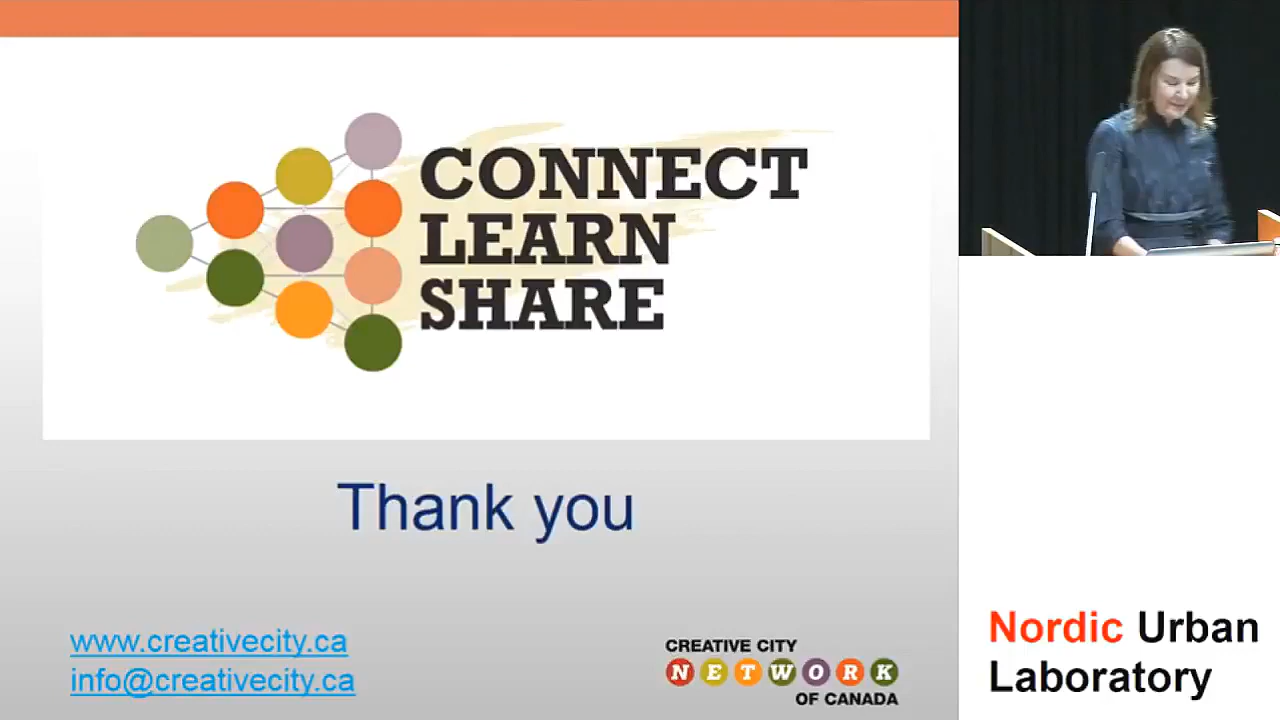 CONNECT
LEARN
SHARE
Thank you
www.creativecity.ca
info@creativecity.ca
CREATIVE CITY
NETWORK
OF CANADA
Nordic Urban
Laboratory